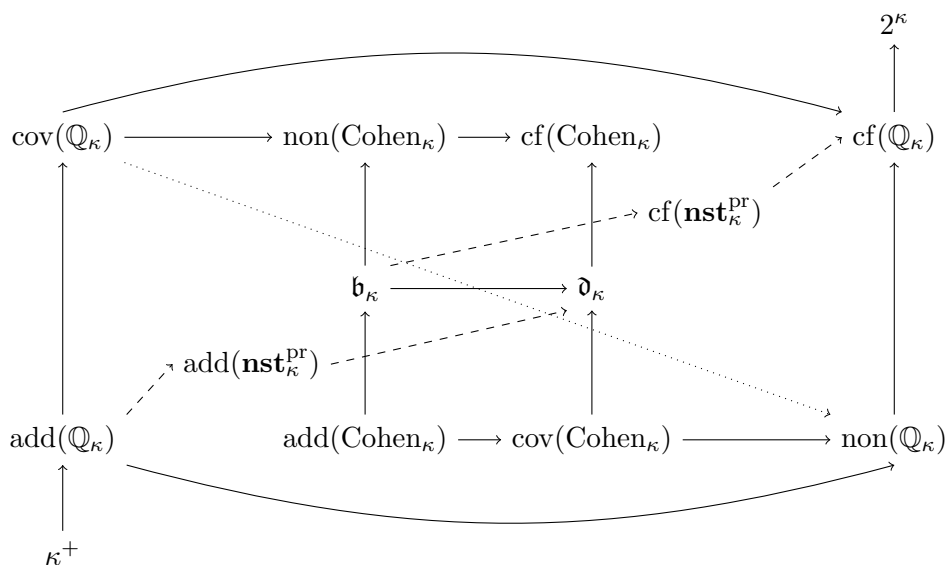 2^κ
cov(ℚ_κ) non(Cohen_κ) cf(Cohen_κ) cf(ℚ_κ)
cf(𝐧𝐬𝐭_κ^pr)
𝔟_κ 𝔡_κ
add(𝐧𝐬𝐭_κ^pr)
add(ℚ_κ) add(Cohen_κ) cov(Cohen_κ) non(ℚ_κ)
κ^+